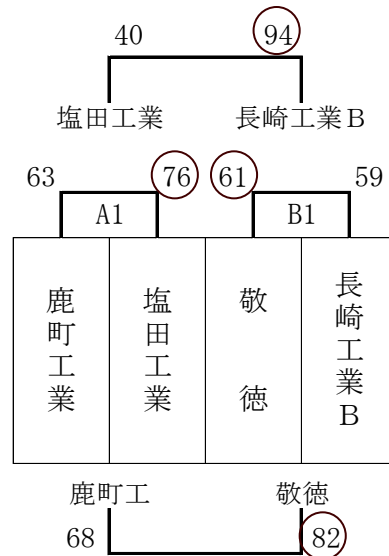 40 94
塩田工業 長崎工業B
63 76 61 59
A1 B1
鹿町工業
塩田工業
敬徳
長崎工業B
鹿町工 敬徳
68 82